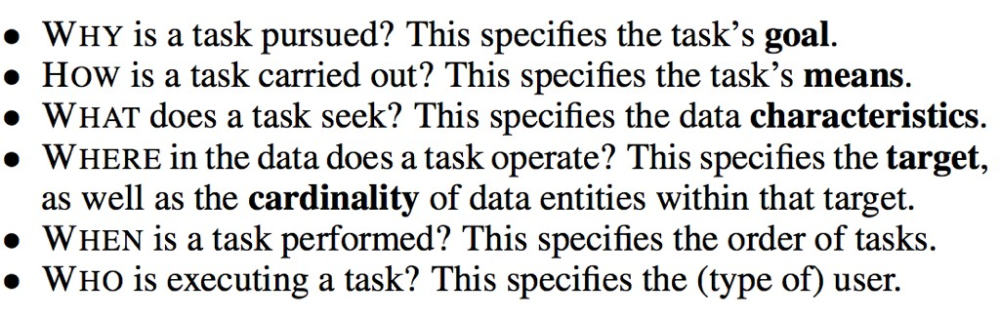 • WHY is a task pursued? This specifies the task's goal.
• HOW is a task carried out? This specifies the task's means.
• WHAT does a task seek? This specifies the data characteristics.
• WHERE in the data does a task operate? This specifies the target,
as well as the cardinality of data entities within that target.
• WHEN is a task performed? This specifies the order of tasks.
• WHO is executing a task? This specifies the (type of) user.